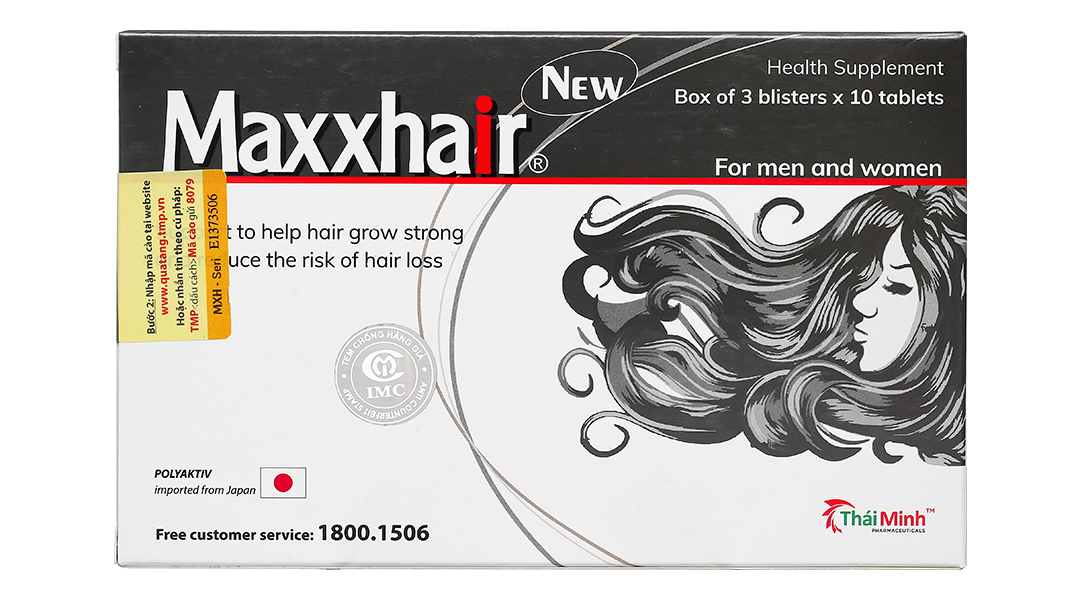 Maxxhair®
NEW
Health Supplement
Box of 3 blisters x 10 tablets
For men and women
Bước 2: Nhập mã cào tại website
www.quatang.tmp.vn
Hoặc nhắn tin theo cú pháp:
TMP<dấu cách>Mã cào gửi 8079
MXH - Seri E1373506
to help hair grow strong
the risk of hair loss
TEM CHỐNG HÀNG GIẢ
IMC
ANTI COUNTERFEIT STAMP
POLYAKTIV
imported from Japan
Free customer service: 1800.1506
Thái Minh™
PHARMACEUTICALS